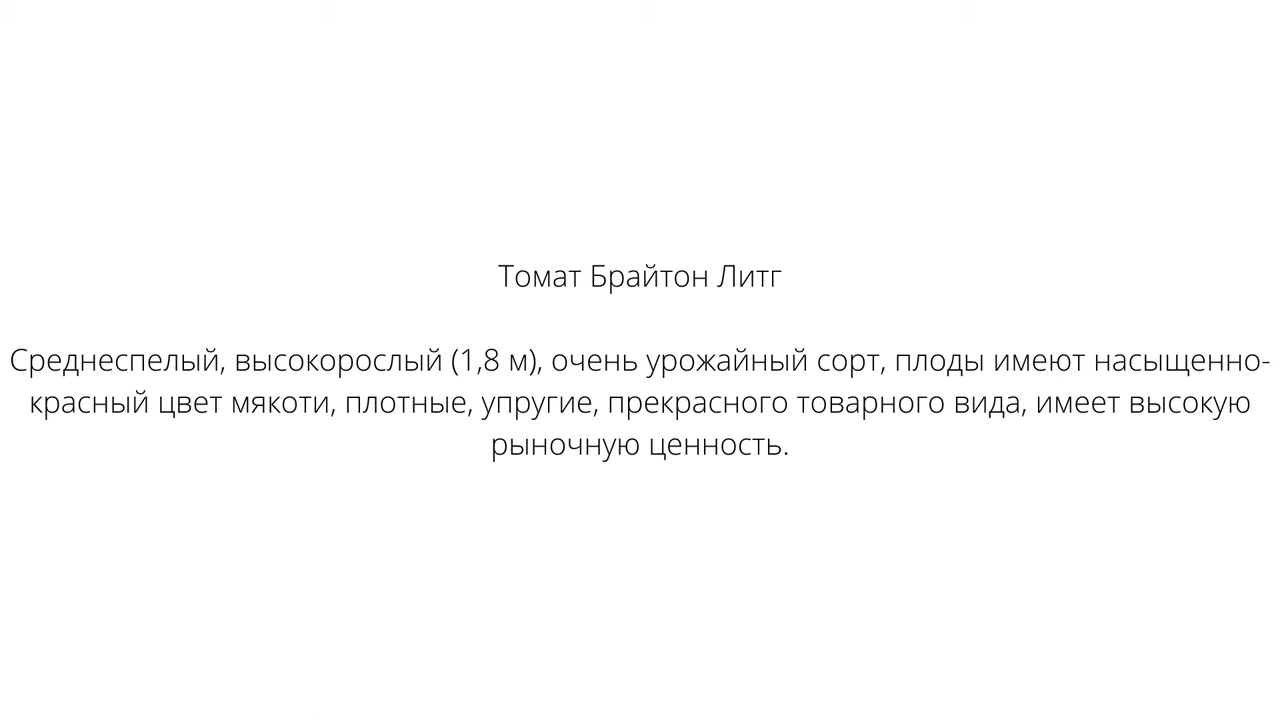 Томат Брайтон Литг
Среднеспелый, высокорослый (1,8 м), очень урожайный сорт, плоды имеют насыщенно-
красный цвет мякоти, плотные, упругие, прекрасного товарного вида, имеет высокую
рыночную ценность.